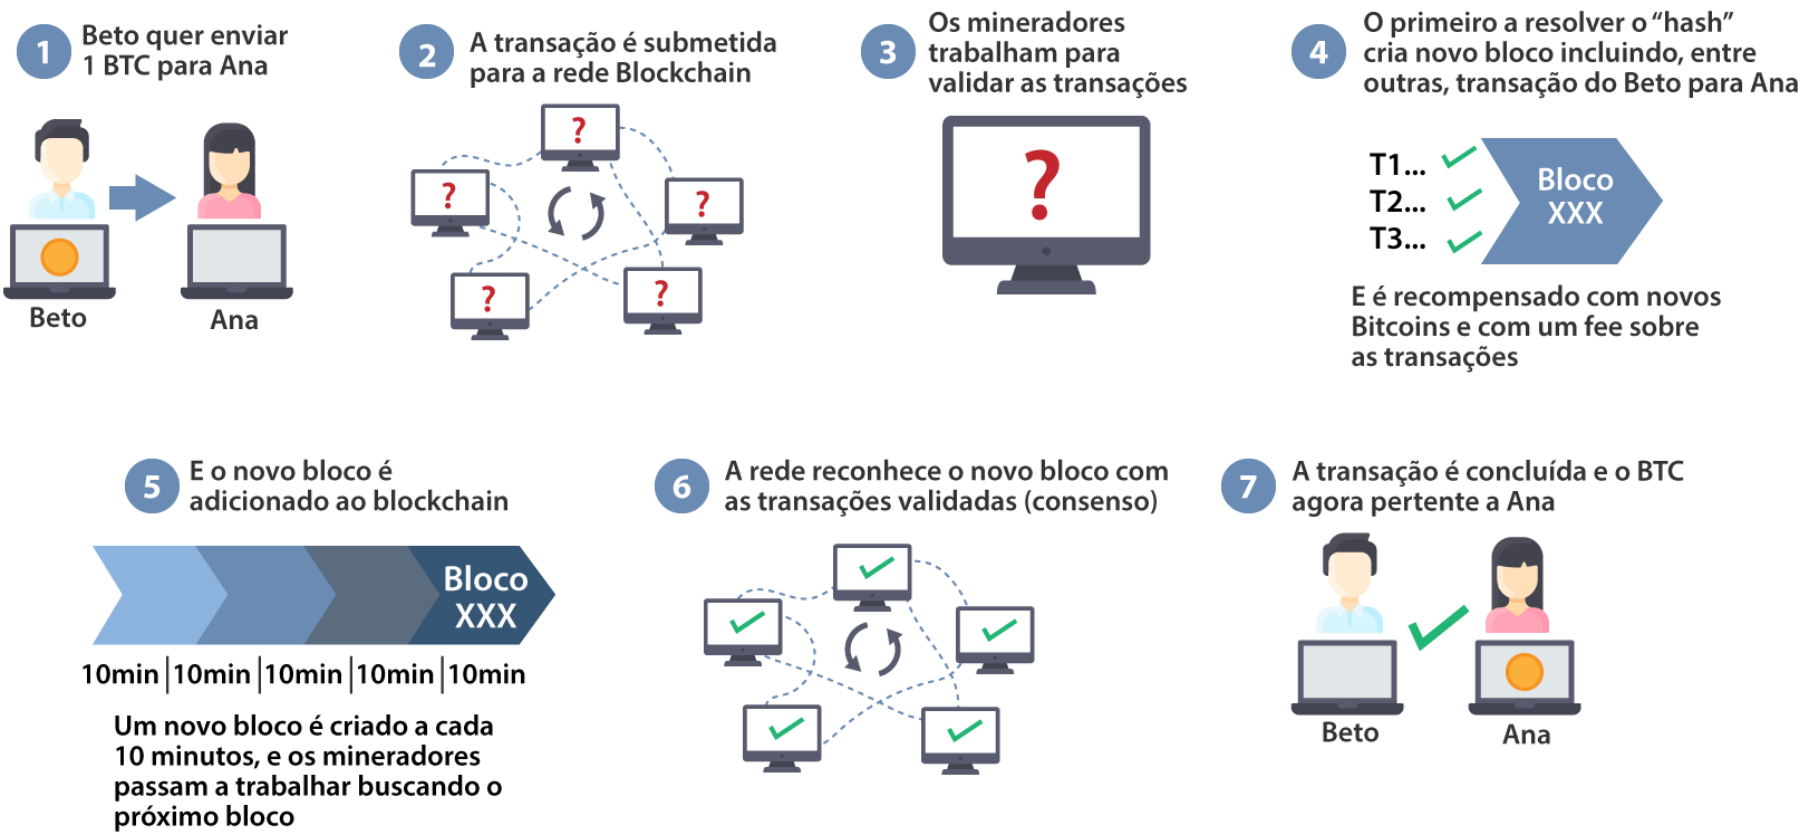 1
Beto quer enviar
1 BTC para Ana
Beto
Ana
2
A transação é submetida
para a rede Blockchain
?
?
?
?
?
3
Os mineradores
trabalham para
validar as transações
?
4
O primeiro a resolver o “hash”
cria novo bloco incluindo, entre
outras, transação do Beto para Ana
T1...
T2...
T3...
Bloco
XXX
E é recompensado com novos
Bitcoins e com um fee sobre
as transações
5
E o novo bloco é
adicionado ao blockchain
Bloco
XXX
10min|10min|10min|10min|10min
Um novo bloco é criado a cada
10 minutos, e os mineradores
passam a trabalhar buscando o
próximo bloco
6
A rede reconhece o novo bloco com
as transações validadas (consenso)
7
A transação é concluída e o BTC
agora pertente a Ana
Beto
Ana